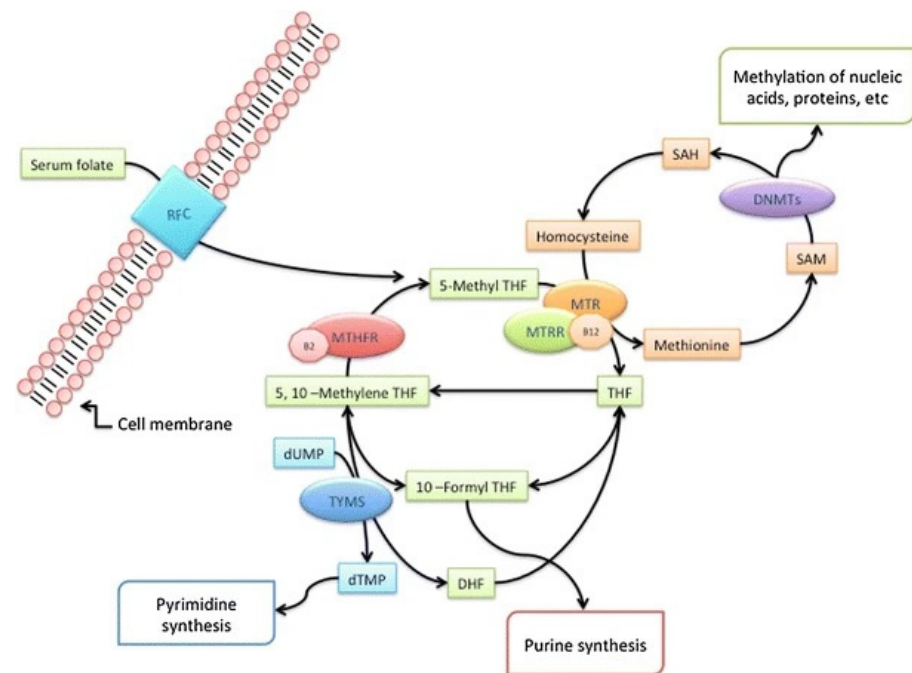 Methylation of nucleic
acids, proteins, etc
Serum folate
SAH
RFC
DNMTs
Homocysteine
SAM
5-Methyl THF
MTR
B2
MTHFR
MTRR
B12
Methionine
5, 10 –Methylene THF
THF
Cell membrane
dUMP
10 –Formyl THF
TYMS
dTMP
DHF
Pyrimidine
synthesis
Purine synthesis